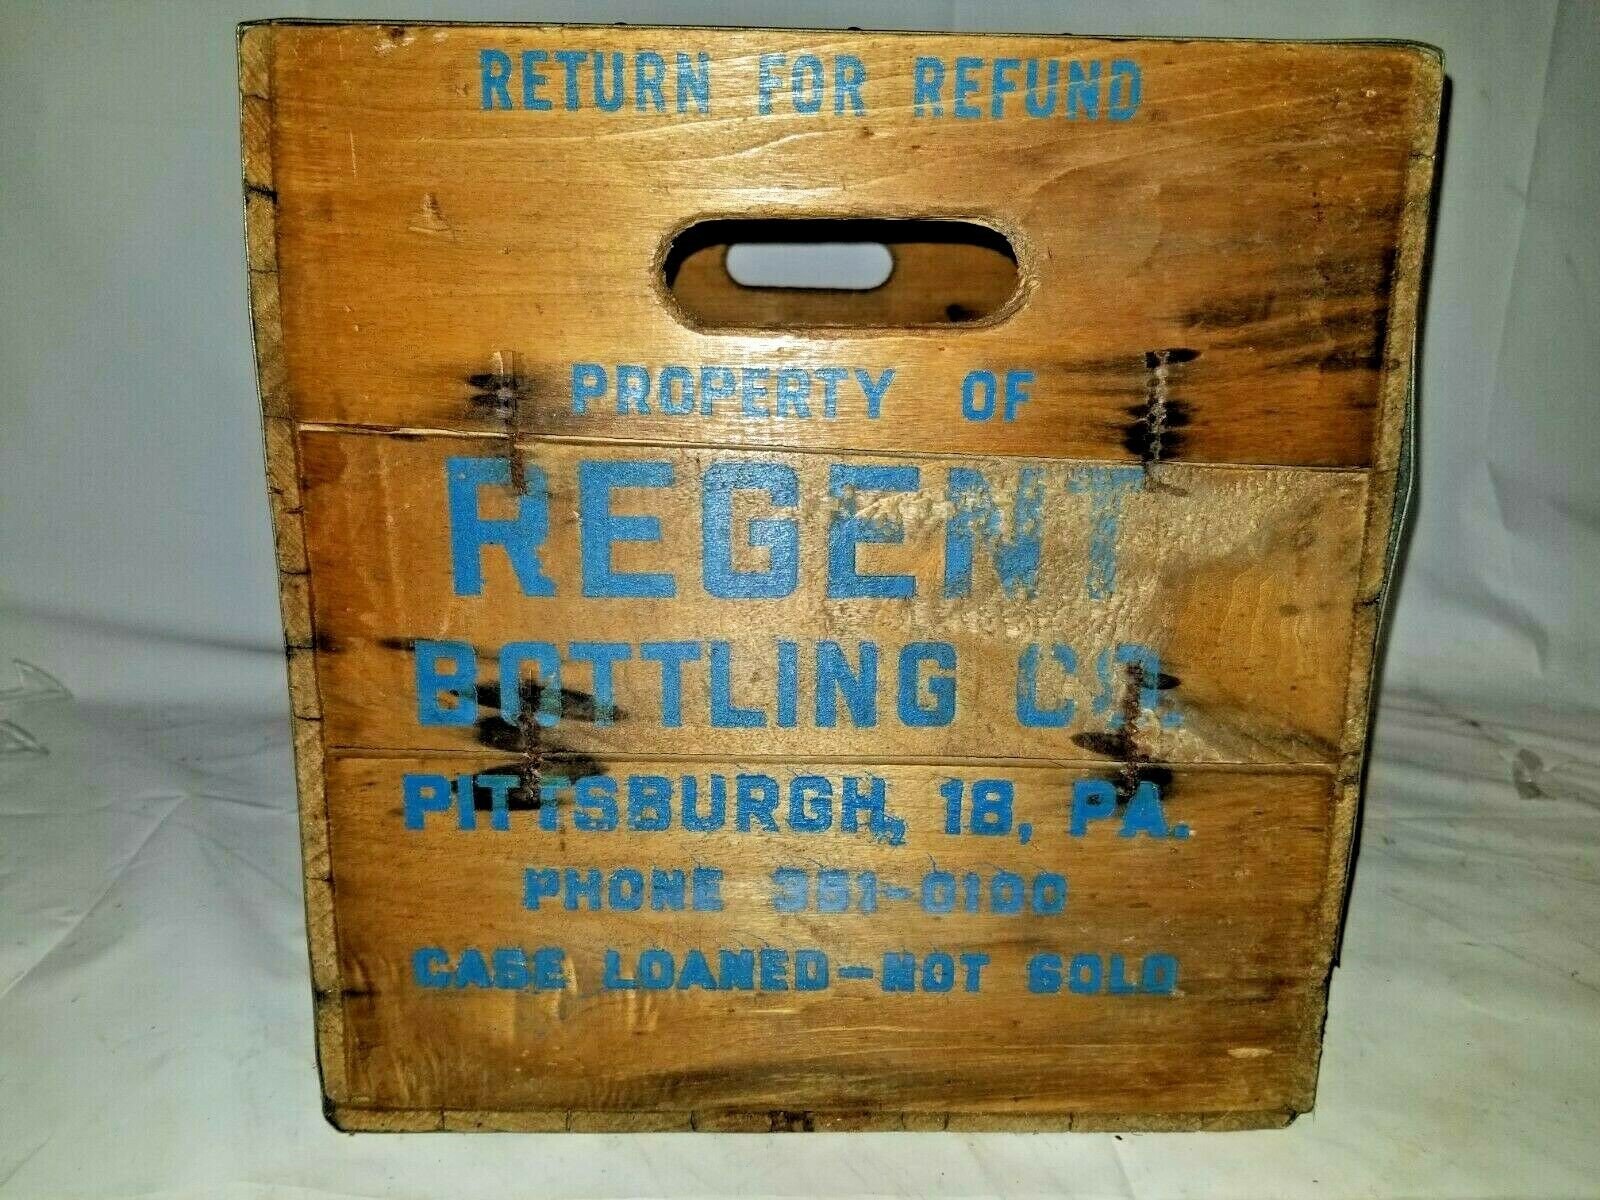 RETURN FOR REFUND
PROPERTY OF
REGENT
BOTTLING CO.
PITTSBURGH, 18, PA.
PHONE 351-0100
CASE LOANED-NOT SOLD